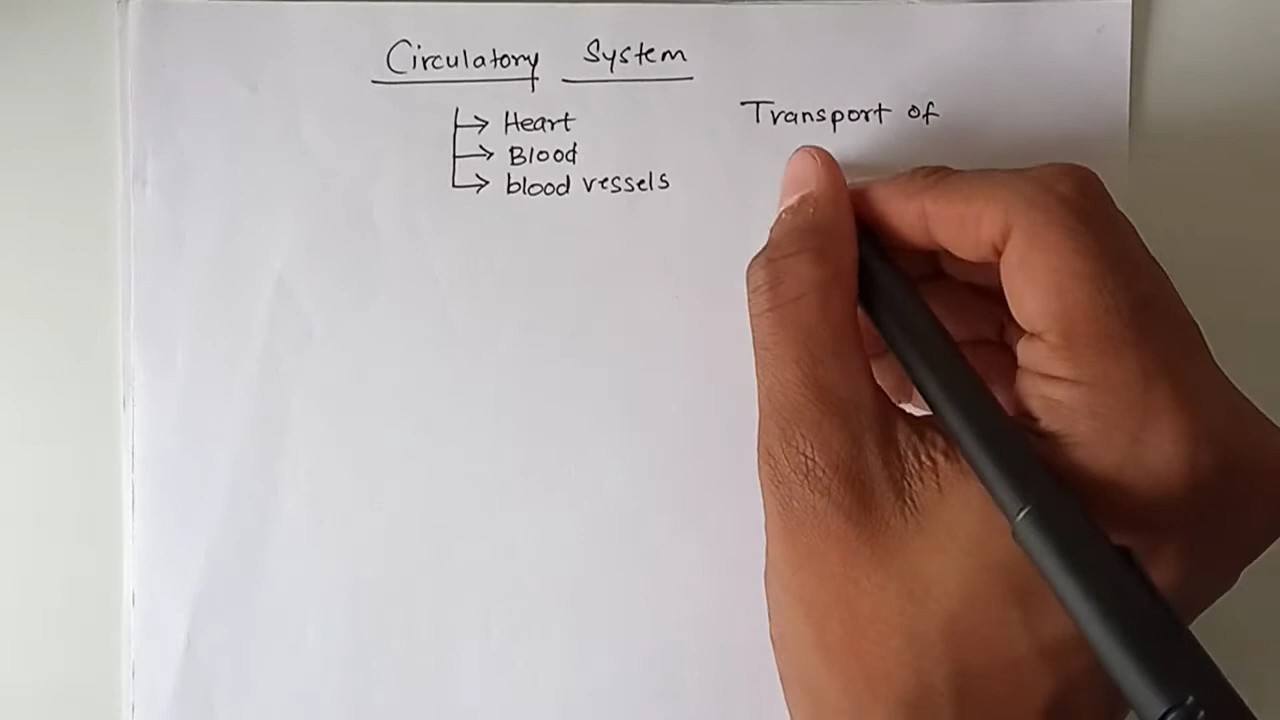 Circulatory System
Heart
Blood
blood vessels
Transport of